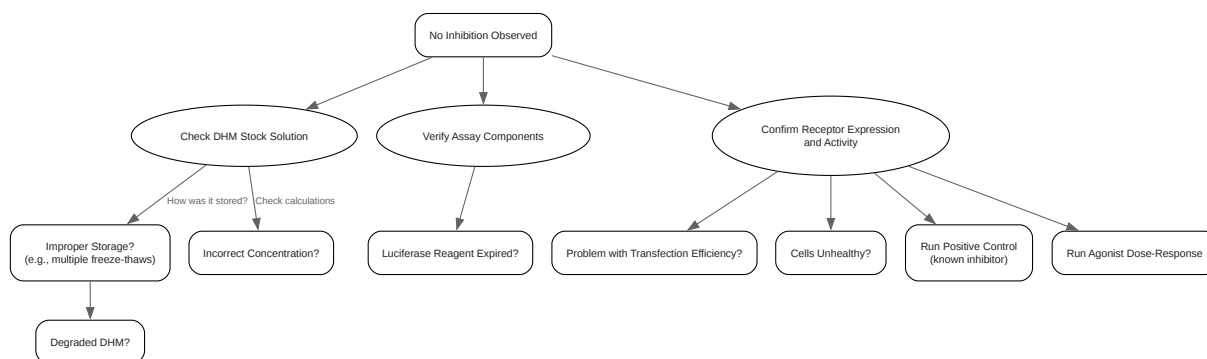 No Inhibition Observed
Check DHM Stock Solution
Verify Assay Components
Confirm Receptor Expression
and Activity
How was it stored?
Check calculations
Improper Storage?
(e.g., multiple freeze-thaws)
Incorrect Concentration?
Luciferase Reagent Expired?
Problem with Transfection Efficiency?
Cells Unhealthy?
Run Positive Control
(known inhibitor)
Run Agonist Dose-Response
Degraded DHM?